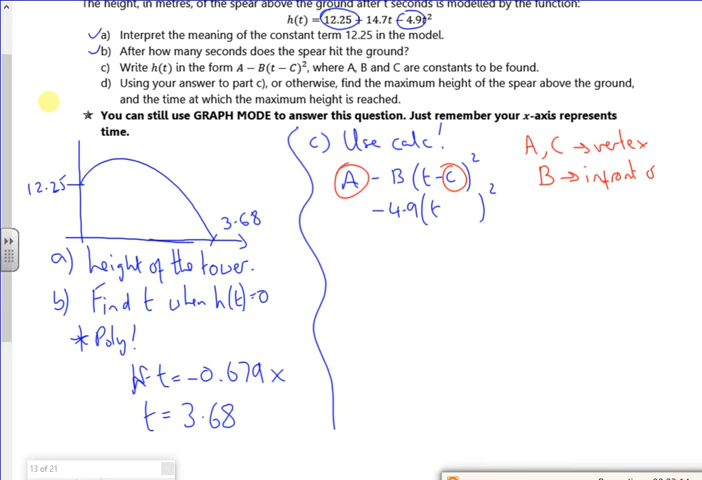 The height, in metres, of the spear above the ground after t seconds is modelled by the function:
h(t) = 12.25 + 14.7t − 4.9t²
a) Interpret the meaning of the constant term 12.25 in the model.
b) After how many seconds does the spear hit the ground?
c) Write h(t) in the form A − B(t − C)², where A, B and C are constants to be found.
d) Using your answer to part c), or otherwise, find the maximum height of the spear above the ground,
and the time at which the maximum height is reached.
★ You can still use GRAPH MODE to answer this question. Just remember your x-axis represents
time.
12.25
3.68
a) height of the tower.
b) Find t when h(t)=0
* Poly!
t = -0.679 x
t = 3.68
c) Use calc!
A - B(t-C)²
-4.9(t )²
A, C → vertex
B → infront o
13 of 21